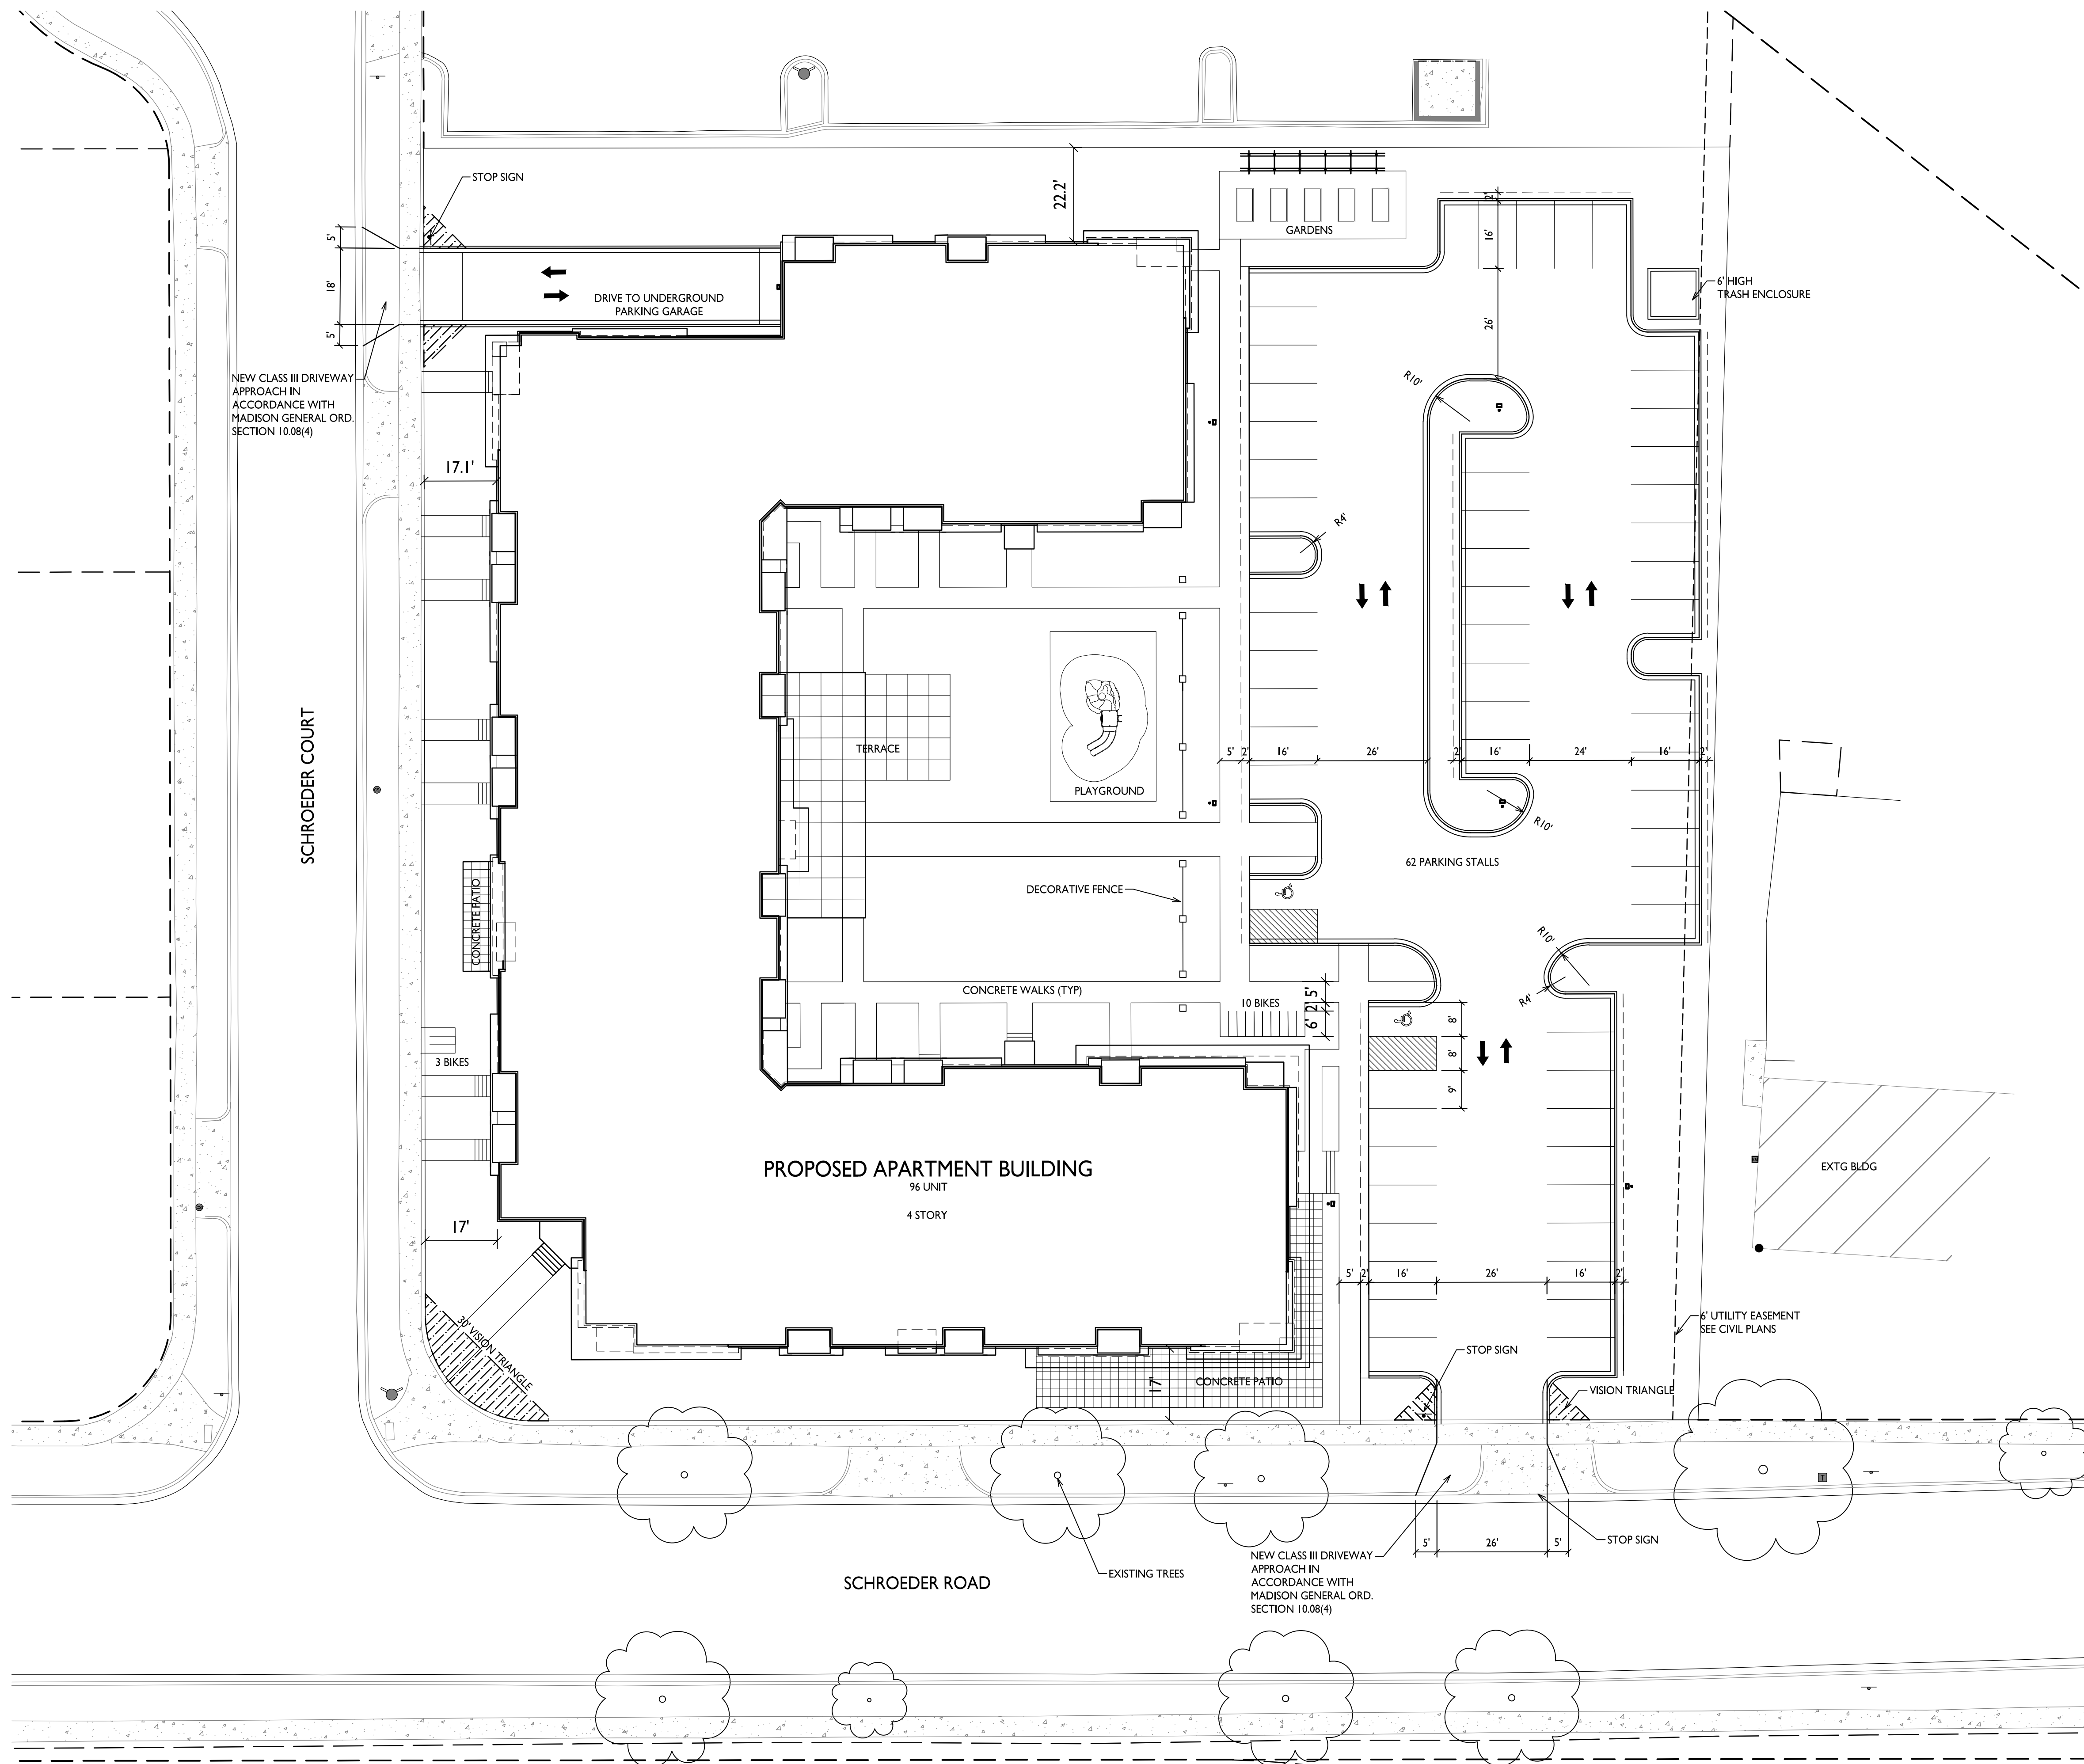 STOP SIGN
22.2'
2'
16'
GARDENS
5'
18'
5'
DRIVE TO UNDERGROUND
PARKING GARAGE
6' HIGH
TRASH ENCLOSURE
26'
NEW CLASS III DRIVEWAY
APPROACH IN
ACCORDANCE WITH
MADISON GENERAL ORD.
SECTION 10.08(4)
R10'
17.1'
R4'
SCHROEDER COURT
TERRACE
PLAYGROUND
5'
2'
16'
26'
2'
16'
24'
16'
2'
R10'
62 PARKING STALLS
CONCRETE PATIO
DECORATIVE FENCE
R10'
R4'
CONCRETE WALKS (TYP)
10 BIKES
5'
2'
6'
8'
8'
9'
3 BIKES
PROPOSED APARTMENT BUILDING
96 UNIT
4 STORY
EXTG BLDG
17'
5'
2'
16'
26'
16'
2'
30' VISION TRIANGLE
6' UTILITY EASEMENT
SEE CIVIL PLANS
STOP SIGN
17'
CONCRETE PATIO
VISION TRIANGLE
T
5'
26'
5'
STOP SIGN
NEW CLASS III DRIVEWAY
APPROACH IN
ACCORDANCE WITH
MADISON GENERAL ORD.
SECTION 10.08(4)
EXISTING TREES
SCHROEDER ROAD